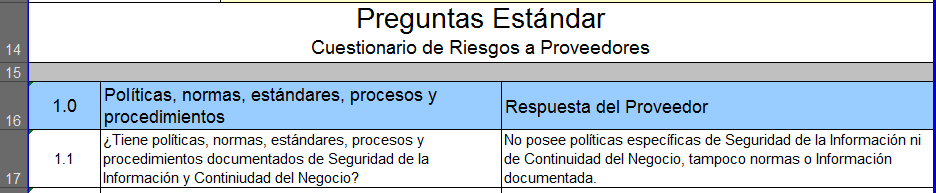 Preguntas Estándar
14
Cuestionario de Riesgos a Proveedores
15
16
1.0
Políticas, normas, estándares, procesos y
procedimientos
Respuesta del Proveedor
17
1.1
¿Tiene políticas, normas, estándares, procesos y
procedimientos documentados de Seguridad de la
Información y Continiudad del Negocio?
No posee políticas específicas de Seguridad de la Información ni
de Continuidad del Negocio, tampoco normas o Información
documentada.